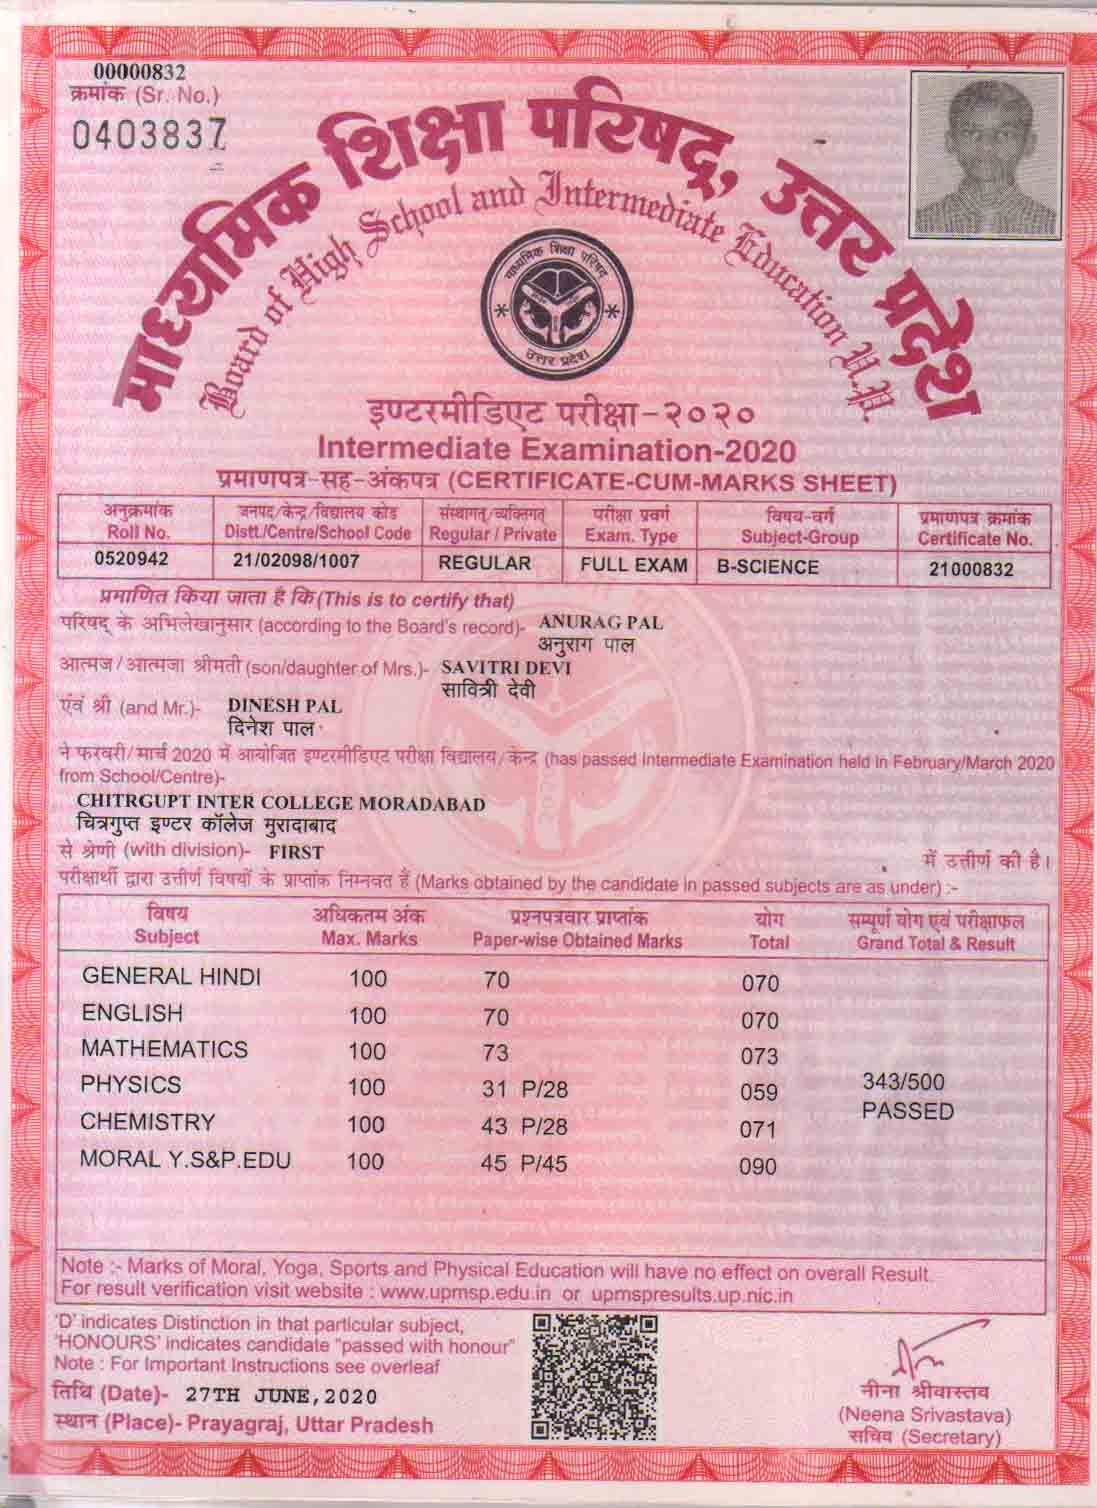 00000832
क्रमांक (Sr. No.)
0403837
माध्यमिक शिक्षा परिषद्, उत्तर प्रदेश
Board of High School and Intermediate Education U.P.
माध्यमिक शिक्षा परिषद
उत्तर प्रदेश
इण्टरमीडिएट परीक्षा-२०२०
Intermediate Examination-2020
प्रमाणपत्र-सह-अंकपत्र (CERTIFICATE-CUM-MARKS SHEET)
अनुक्रमांक जनपद/केन्द्र/विद्यालय कोड संस्थागत/व्यक्तिगत परीक्षा प्रवर्ग विषय-वर्ग प्रमाणपत्र क्रमांक
Roll No. Distt./Centre/School Code Regular / Private Exam. Type Subject-Group Certificate No.
0520942 21/02098/1007 REGULAR FULL EXAM B-SCIENCE 21000832
प्रमाणित किया जाता है कि (This is to certify that)
परिषद् के अभिलेखानुसार (according to the Board's record)- ANURAG PAL
अनुराग पाल
आत्मज/आत्मजा श्रीमती (son/daughter of Mrs.)- SAVITRI DEVI
सावित्री देवी
एंवं श्री (and Mr.)- DINESH PAL
दिनेश पाल
ने फरवरी/मार्च 2020 में आयोजित इण्टरमीडिएट परीक्षा विद्यालय/केन्द्र (has passed Intermediate Examination held in February/March 2020
from School/Centre)-
CHITRGUPT INTER COLLEGE MORADABAD
चित्रगुप्त इण्टर कॉलेज मुरादाबाद
से श्रेणी (with division)- FIRST में उत्तीर्ण की है।
परीक्षार्थी द्वारा उत्तीर्ण विषयों के प्राप्तांक निम्नवत हैं (Marks obtained by the candidate in passed subjects are as under) :-
विषय अधिकतम अंक प्रश्नपत्रवार प्राप्तांक योग सम्पूर्ण योग एवं परीक्षाफल
Subject Max. Marks Paper-wise Obtained Marks Total Grand Total & Result
GENERAL HINDI 100 70 070
ENGLISH 100 70 070
MATHEMATICS 100 73 073
PHYSICS 100 31 P/28 059 343/500
CHEMISTRY 100 43 P/28 071 PASSED
MORAL Y.S&P.EDU 100 45 P/45 090
Note :- Marks of Moral, Yoga, Sports and Physical Education will have no effect on overall Result.
For result verification visit website : www.upmsp.edu.in or upmspresults.up.nic.in
'D' indicates Distinction in that particular subject,
'HONOURS' indicates candidate "passed with honour"
Note : For Important Instructions see overleaf
तिथि (Date)- 27TH JUNE,2020
स्थान (Place)- Prayagraj, Uttar Pradesh
नीना श्रीवास्तव
(Neena Srivastava)
सचिव (Secretary)